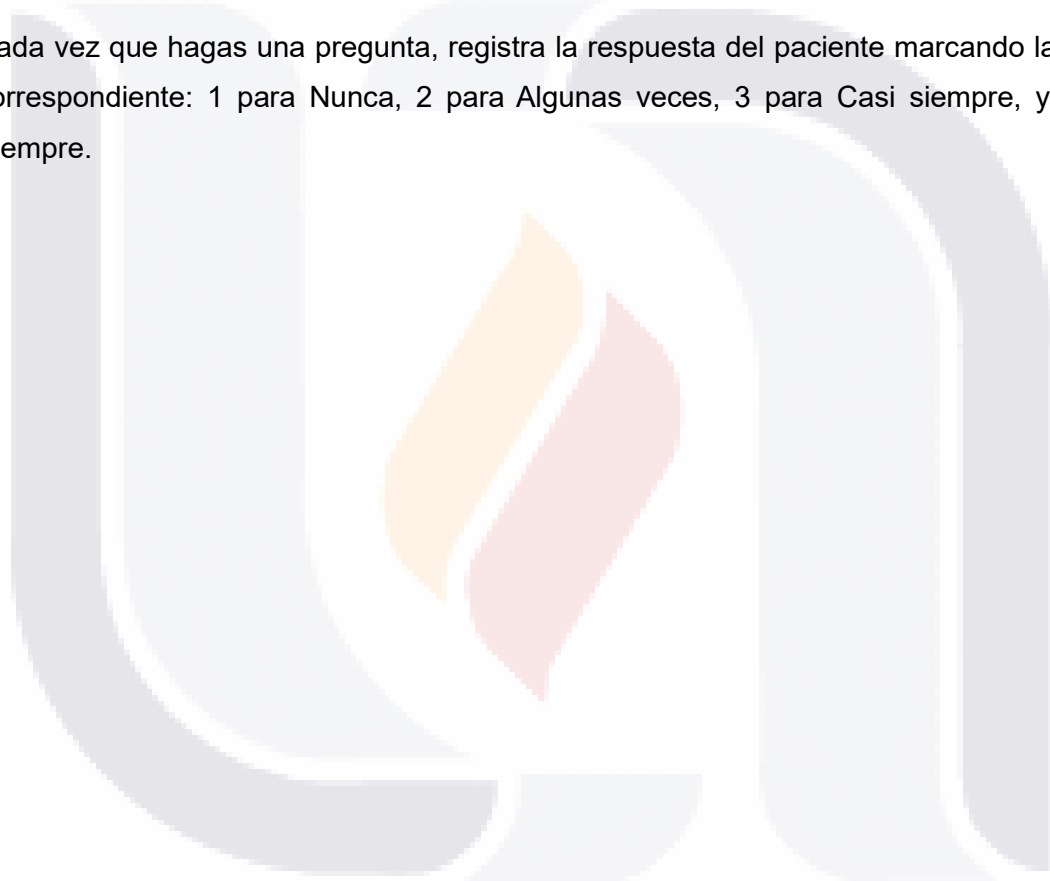 ada vez que hagas una pregunta, registra la respuesta del paciente marcando la
orrespondiente: 1 para Nunca, 2 para Algunas veces, 3 para Casi siempre, y
empre.